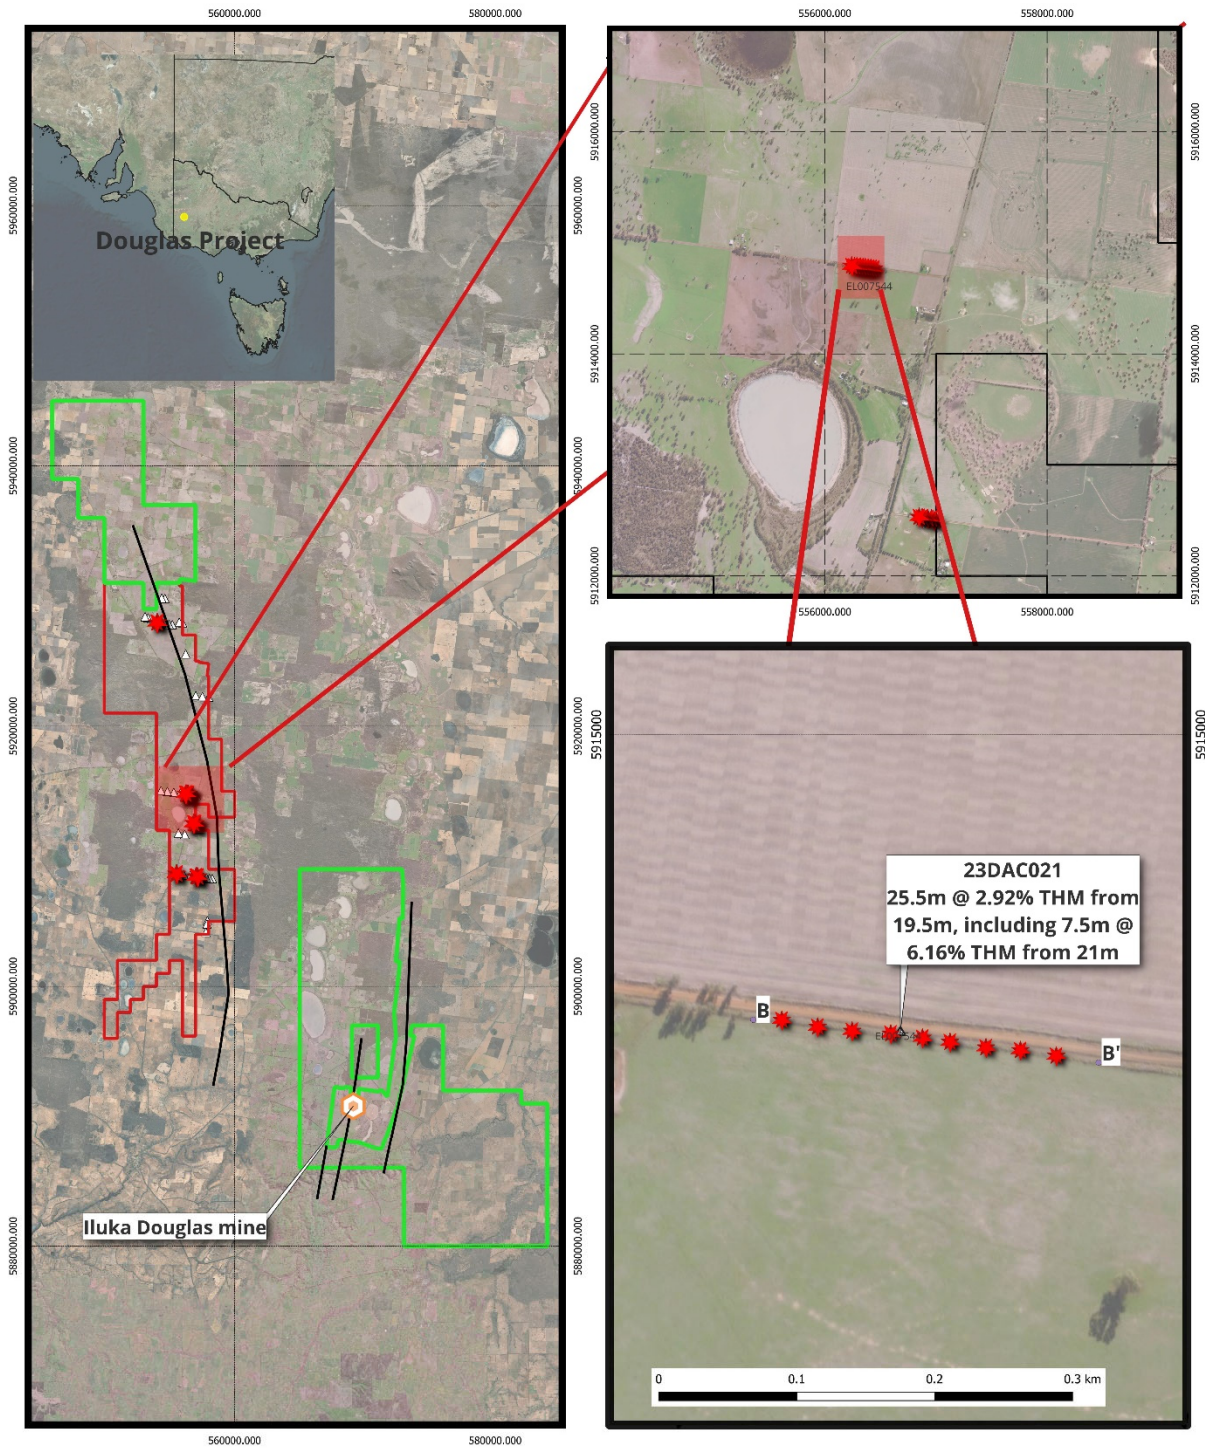 560000.000
580000.000
5960000.000
5960000.000
Douglas Project
5940000.000
5940000.000
5920000.000
5920000.000
5900000.000
5900000.000
5880000.000
5880000.000
Iluka Douglas mine
560000.000
580000.000
556000.000
558000.000
5916000.000
5916000.000
EL007544
5914000.000
5914000.000
5912000.000
5912000.000
556000.000
558000.000
5915000
5915000
23DAC021
25.5m @ 2.92% THM from
19.5m, including 7.5m @
6.16% THM from 21m
B
B'
0
0.1
0.2
0.3 km